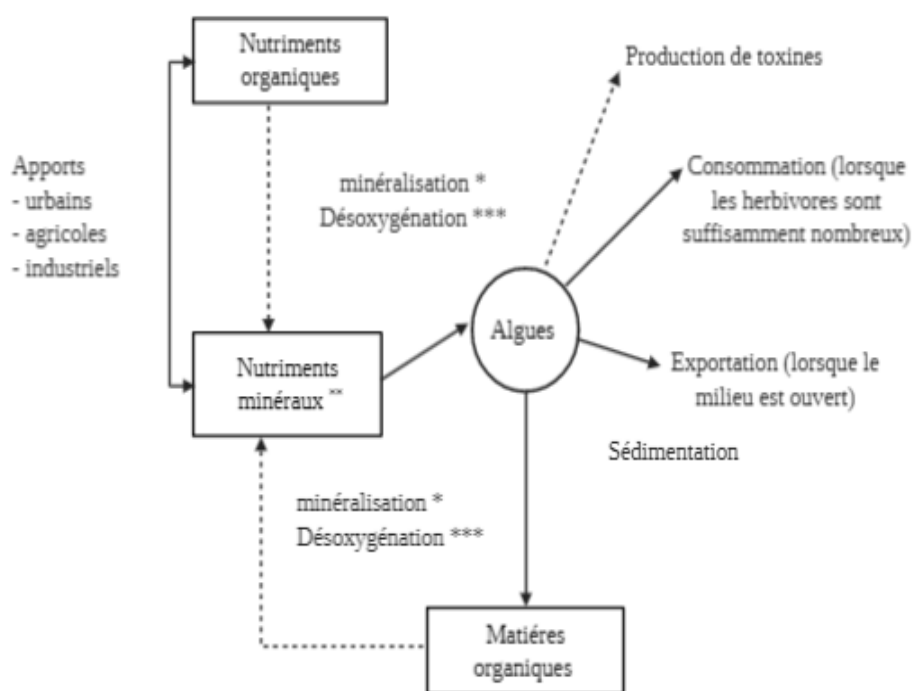 Nutriments
organiques
Production de toxines
Apports
- urbains
- agricoles
- industriels
minéralisation *
Désoxygénation ***
Consommation (lorsque
les herbivores sont
suffisamment nombreux)
Algues
Nutriments
minéraux **
Exportation (lorsque le
milieu est ouvert)
Sédimentation
minéralisation *
Désoxygénation ***
Matiéres
organiques